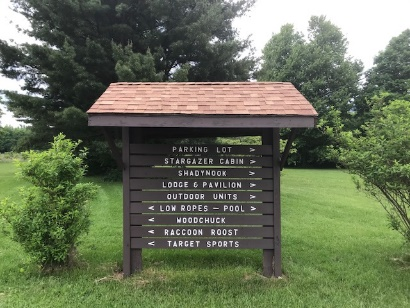 PARKING LOT >
STARGAZER CABIN >
SHADYNOOK >
LODGE & PAVILION >
OUTDOOR UNITS >
< LOW ROPES – POOL >
< WOODCHUCK
< RACCOON ROOST
< TARGET SPORTS